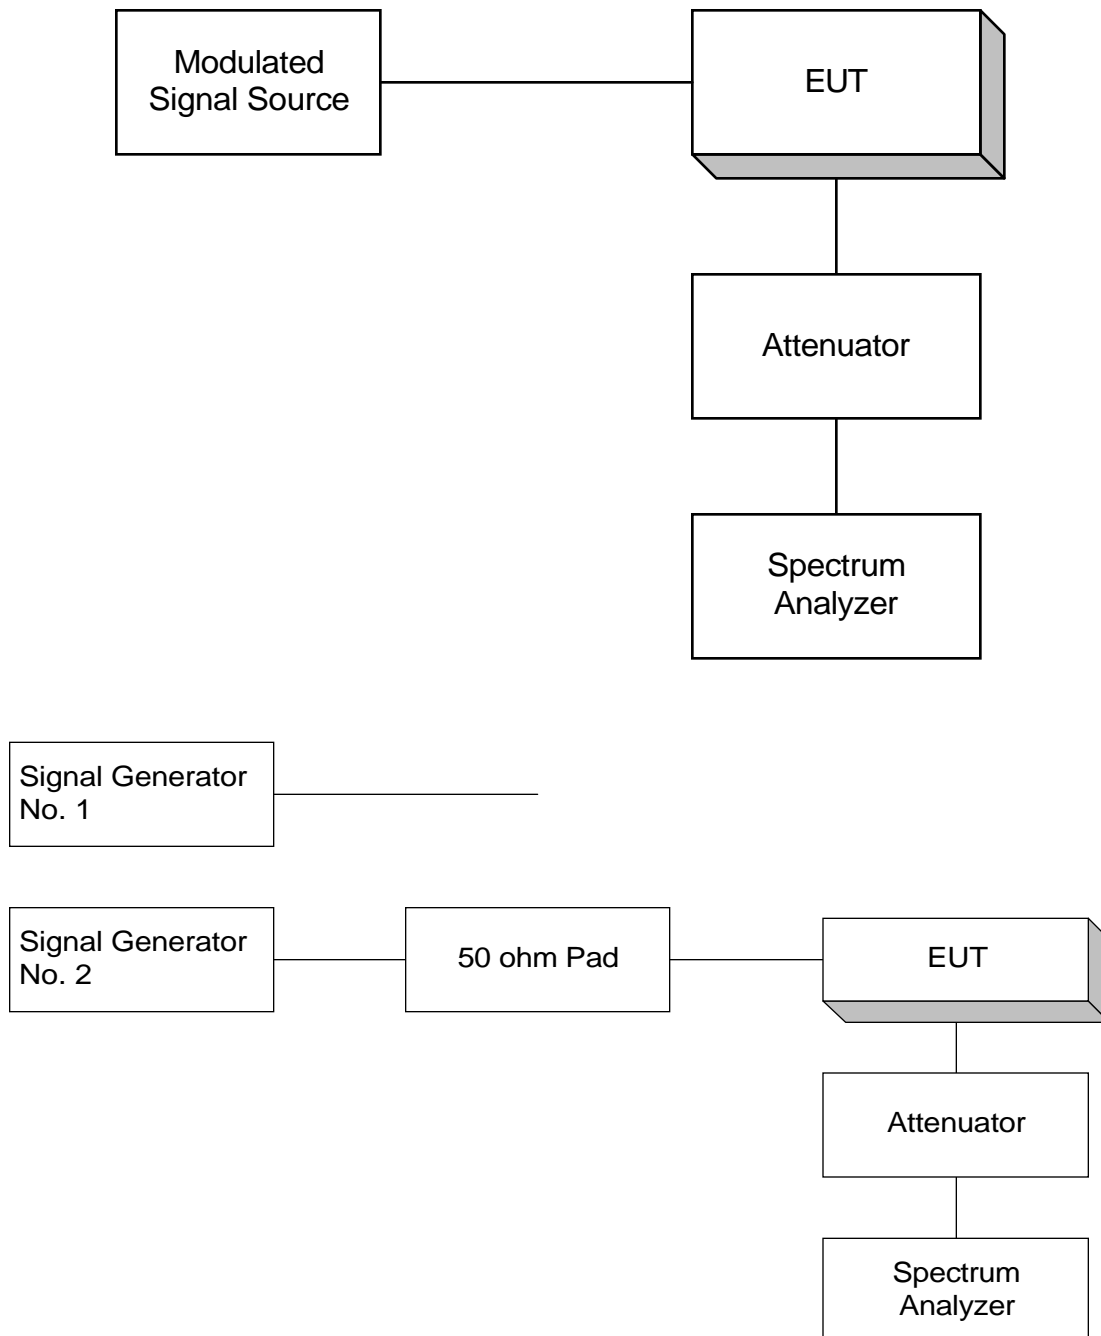 Modulated
Signal Source
EUT
Attenuator
Spectrum
Analyzer
Signal Generator
No. 1
Signal Generator
No. 2
50 ohm Pad
EUT
Attenuator
Spectrum
Analyzer